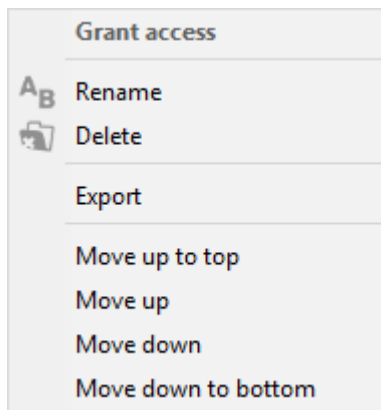 Grant access
Rename
Delete
Export
Move up to top
Move up
Move down
Move down to bottom